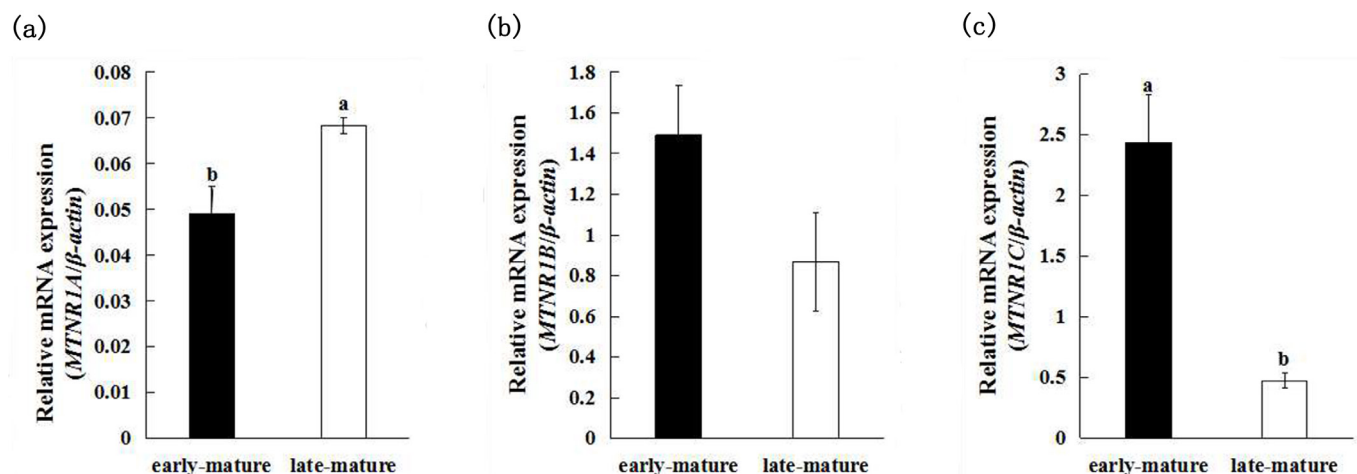 (a)
Relative mRNA expression
(MTNR1A/β-actin)
0.08
0.07
0.06
0.05
0.04
0.03
0.02
0.01
0
b
a
early-mature late-mature
(b)
Relative mRNA expression
(MTNR1B/β-actin)
1.8
1.6
1.4
1.2
1
0.8
0.6
0.4
0.2
0
early-mature late-mature
(c)
Relative mRNA expression
(MTNR1C/β-actin)
3
2.5
2
1.5
1
0.5
0
a
b
early-mature late-mature